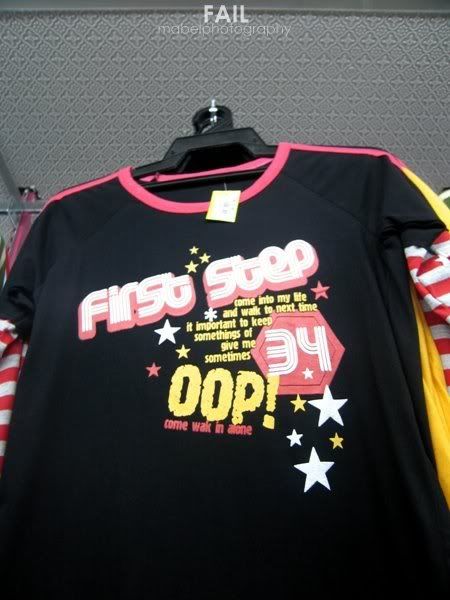 FAIL
mabelphotography
First Step
come into my life
and walk to next time
it important to keep
somethings of
give me
sometimes
34
OOP!
come walk in alone